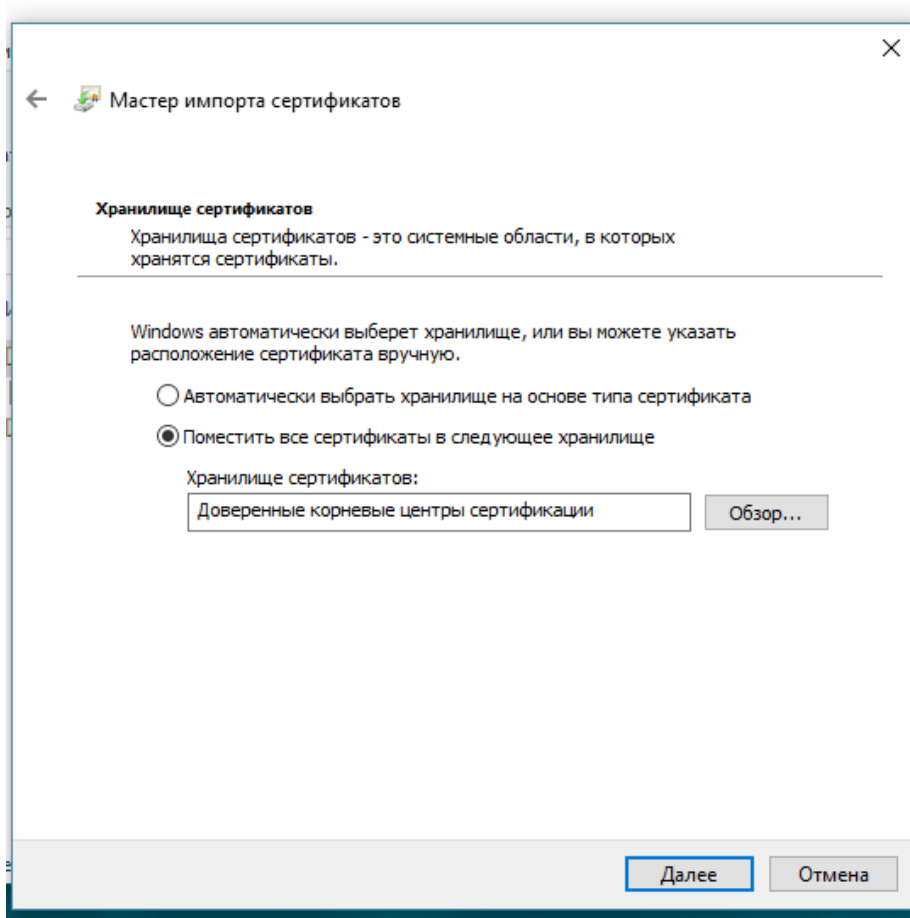 Мастер импорта сертификатов
Хранилище сертификатов
Хранилища сертификатов - это системные области, в которых
хранятся сертификаты.
Windows автоматически выберет хранилище, или вы можете указать
расположение сертификата вручную.
Автоматически выбрать хранилище на основе типа сертификата
Поместить все сертификаты в следующее хранилище
Хранилище сертификатов:
Доверенные корневые центры сертификации
Обзор...
Далее
Отмена